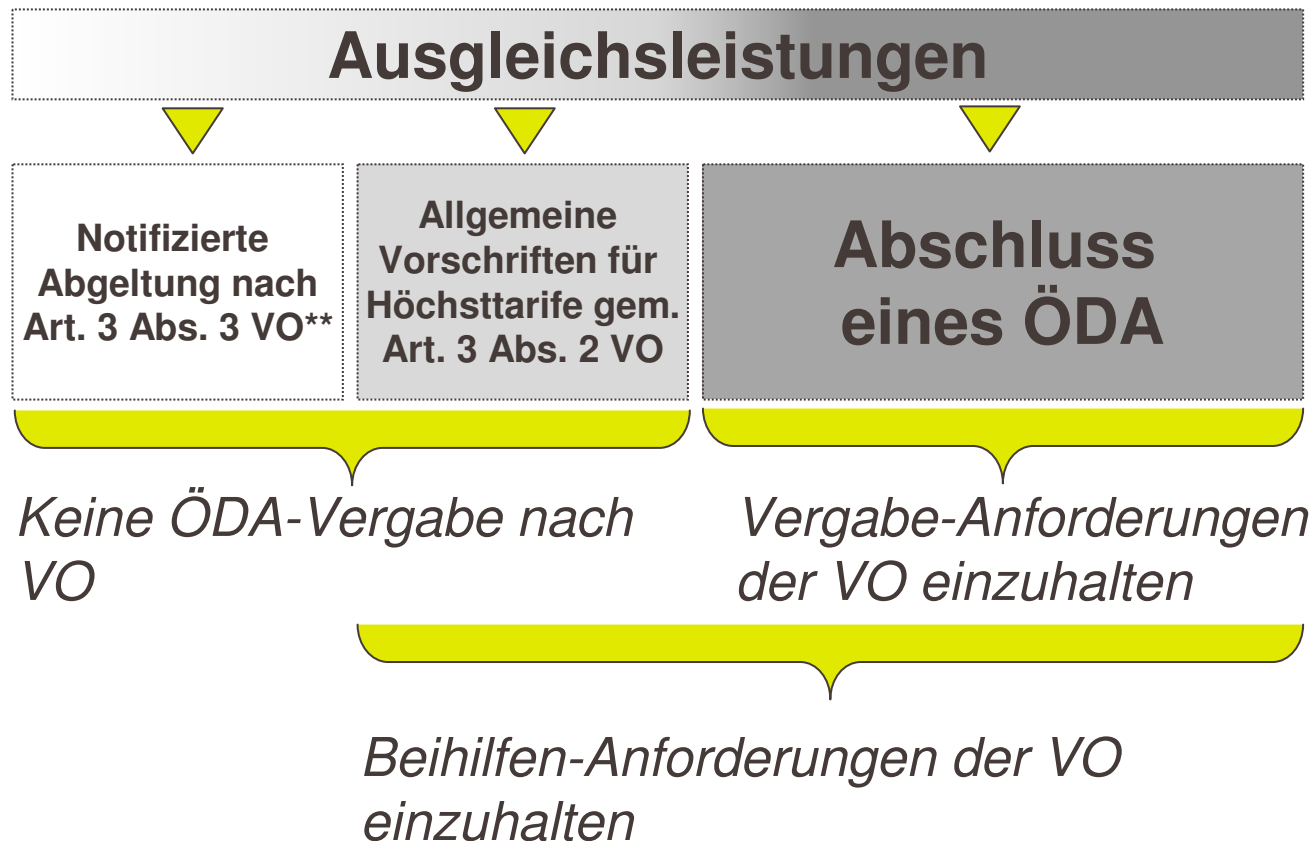 Ausgleichsleistungen
Notifizierte
Abgeltung nach
Art. 3 Abs. 3 VO**
Allgemeine
Vorschriften für
Höchsttarife gem.
Art. 3 Abs. 2 VO
Abschluss
eines ÖDA
Keine ÖDA-Vergabe nach
VO
Vergabe-Anforderungen
der VO einzuhalten
Beihilfen-Anforderungen der VO
einzuhalten